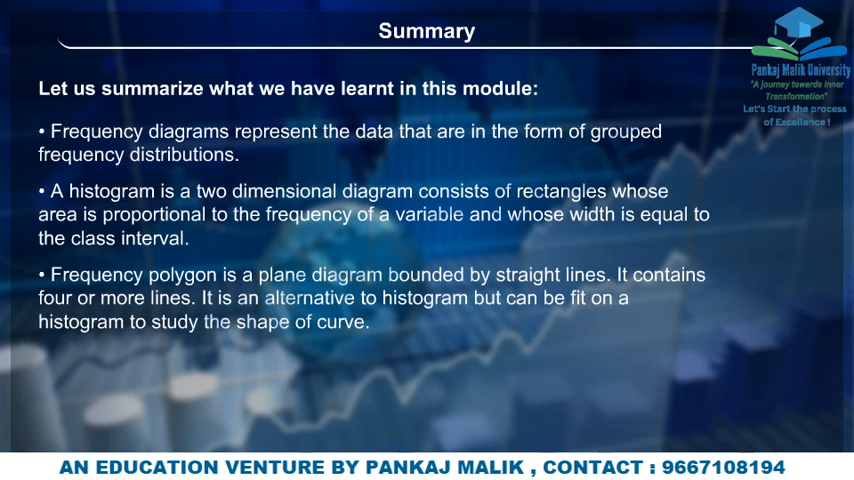 Summary
Pankaj Malik University
"A journey towards Inner
Transformation"
Let's Start the process
of Excellence !
Let us summarize what we have learnt in this module:
• Frequency diagrams represent the data that are in the form of grouped
frequency distributions.
• A histogram is a two dimensional diagram consists of rectangles whose
area is proportional to the frequency of a variable and whose width is equal to
the class interval.
• Frequency polygon is a plane diagram bounded by straight lines. It contains
four or more lines. It is an alternative to histogram but can be fit on a
histogram to study the shape of curve.
AN EDUCATION VENTURE BY PANKAJ MALIK , CONTACT : 9667108194